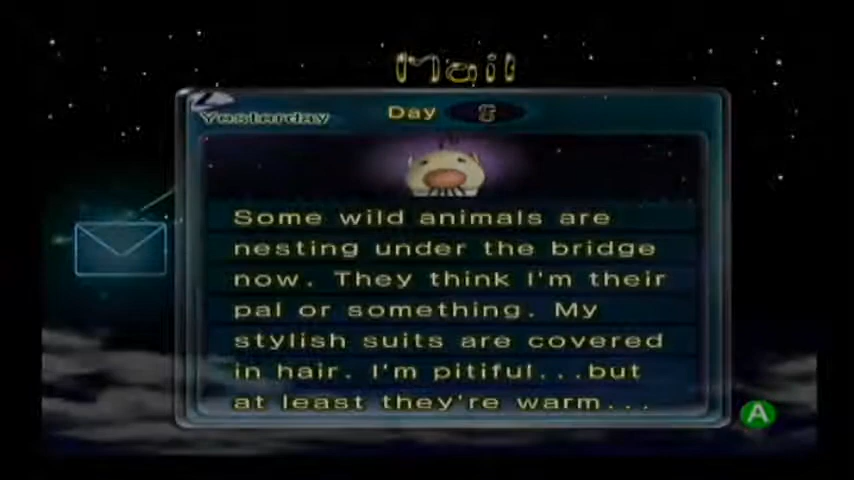 Mail
Yesterday
Day
Some wild animals are
nesting under the bridge
now. They think I'm their
pal or something. My
stylish suits are covered
in hair. I'm pitiful...but
at least they're warm...
A